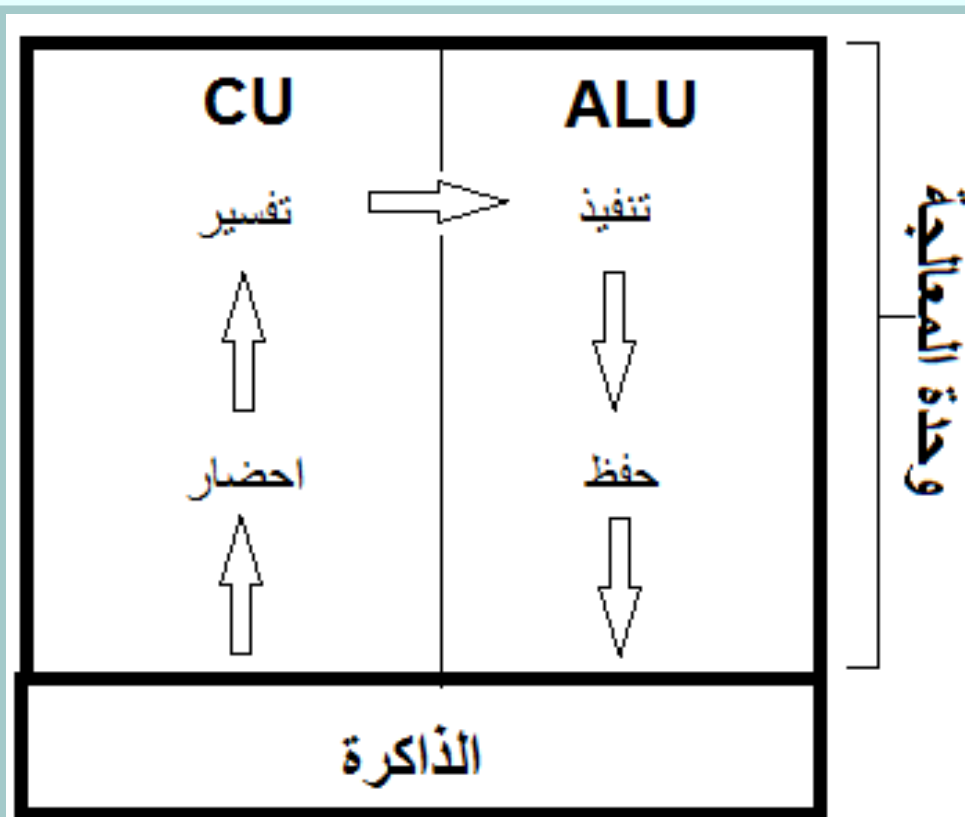 CU
ALU
تفسير
تنفيذ
احضار
حفظ
الذاكرة
وحدة المعالجة